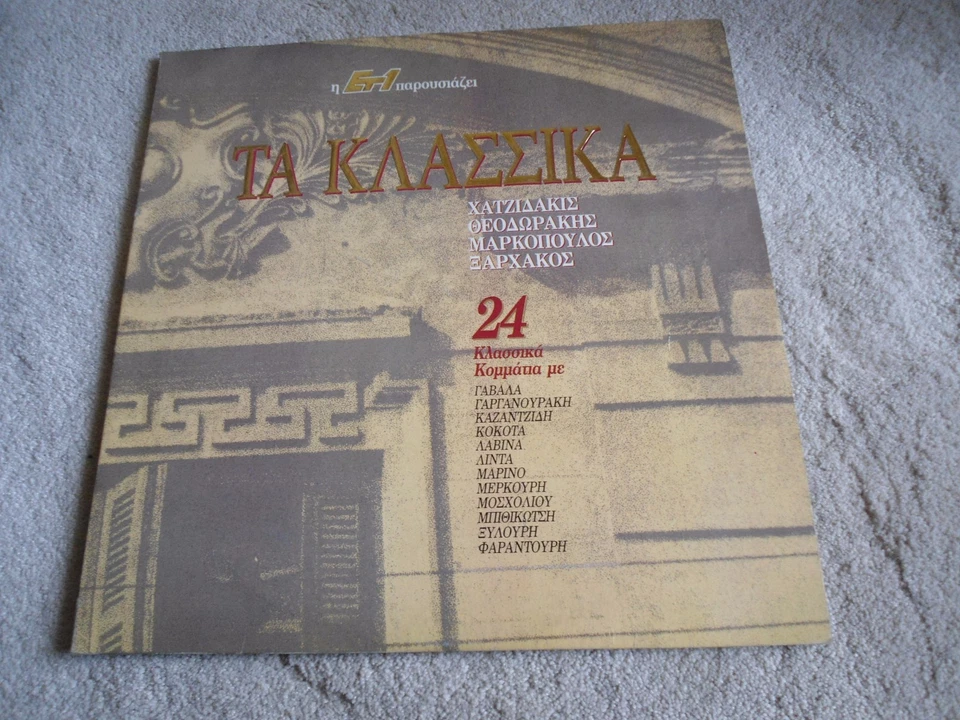 η ET1 παρουσιάζει
ΤΑ ΚΛΑΣΣΙΚΑ
ΧΑΤΖΙΔΑΚΙΣ
ΘΕΟΔΩΡΑΚΗΣ
ΜΑΡΚΟΠΟΥΛΟΣ
ΞΑΡΧΑΚΟΣ
24
Κλασσικά
Κομμάτια με
ΓΑΒΑΛΑ
ΓΑΡΓΑΝΟΥΡΑΚΗ
ΚΑΖΑΝΤΖΙΔΗ
ΚΟΚΟΤΑ
ΛΑΒΙΝΑ
ΛΙΝΤΑ
ΜΑΡΙΝΟ
ΜΕΡΚΟΥΡΗ
ΜΟΣΧΟΛΙΟΥ
ΜΠΙΘΙΚΩΤΣΗ
ΞΥΛΟΥΡΗ
ΦΑΡΑΝΤΟΥΡΗ